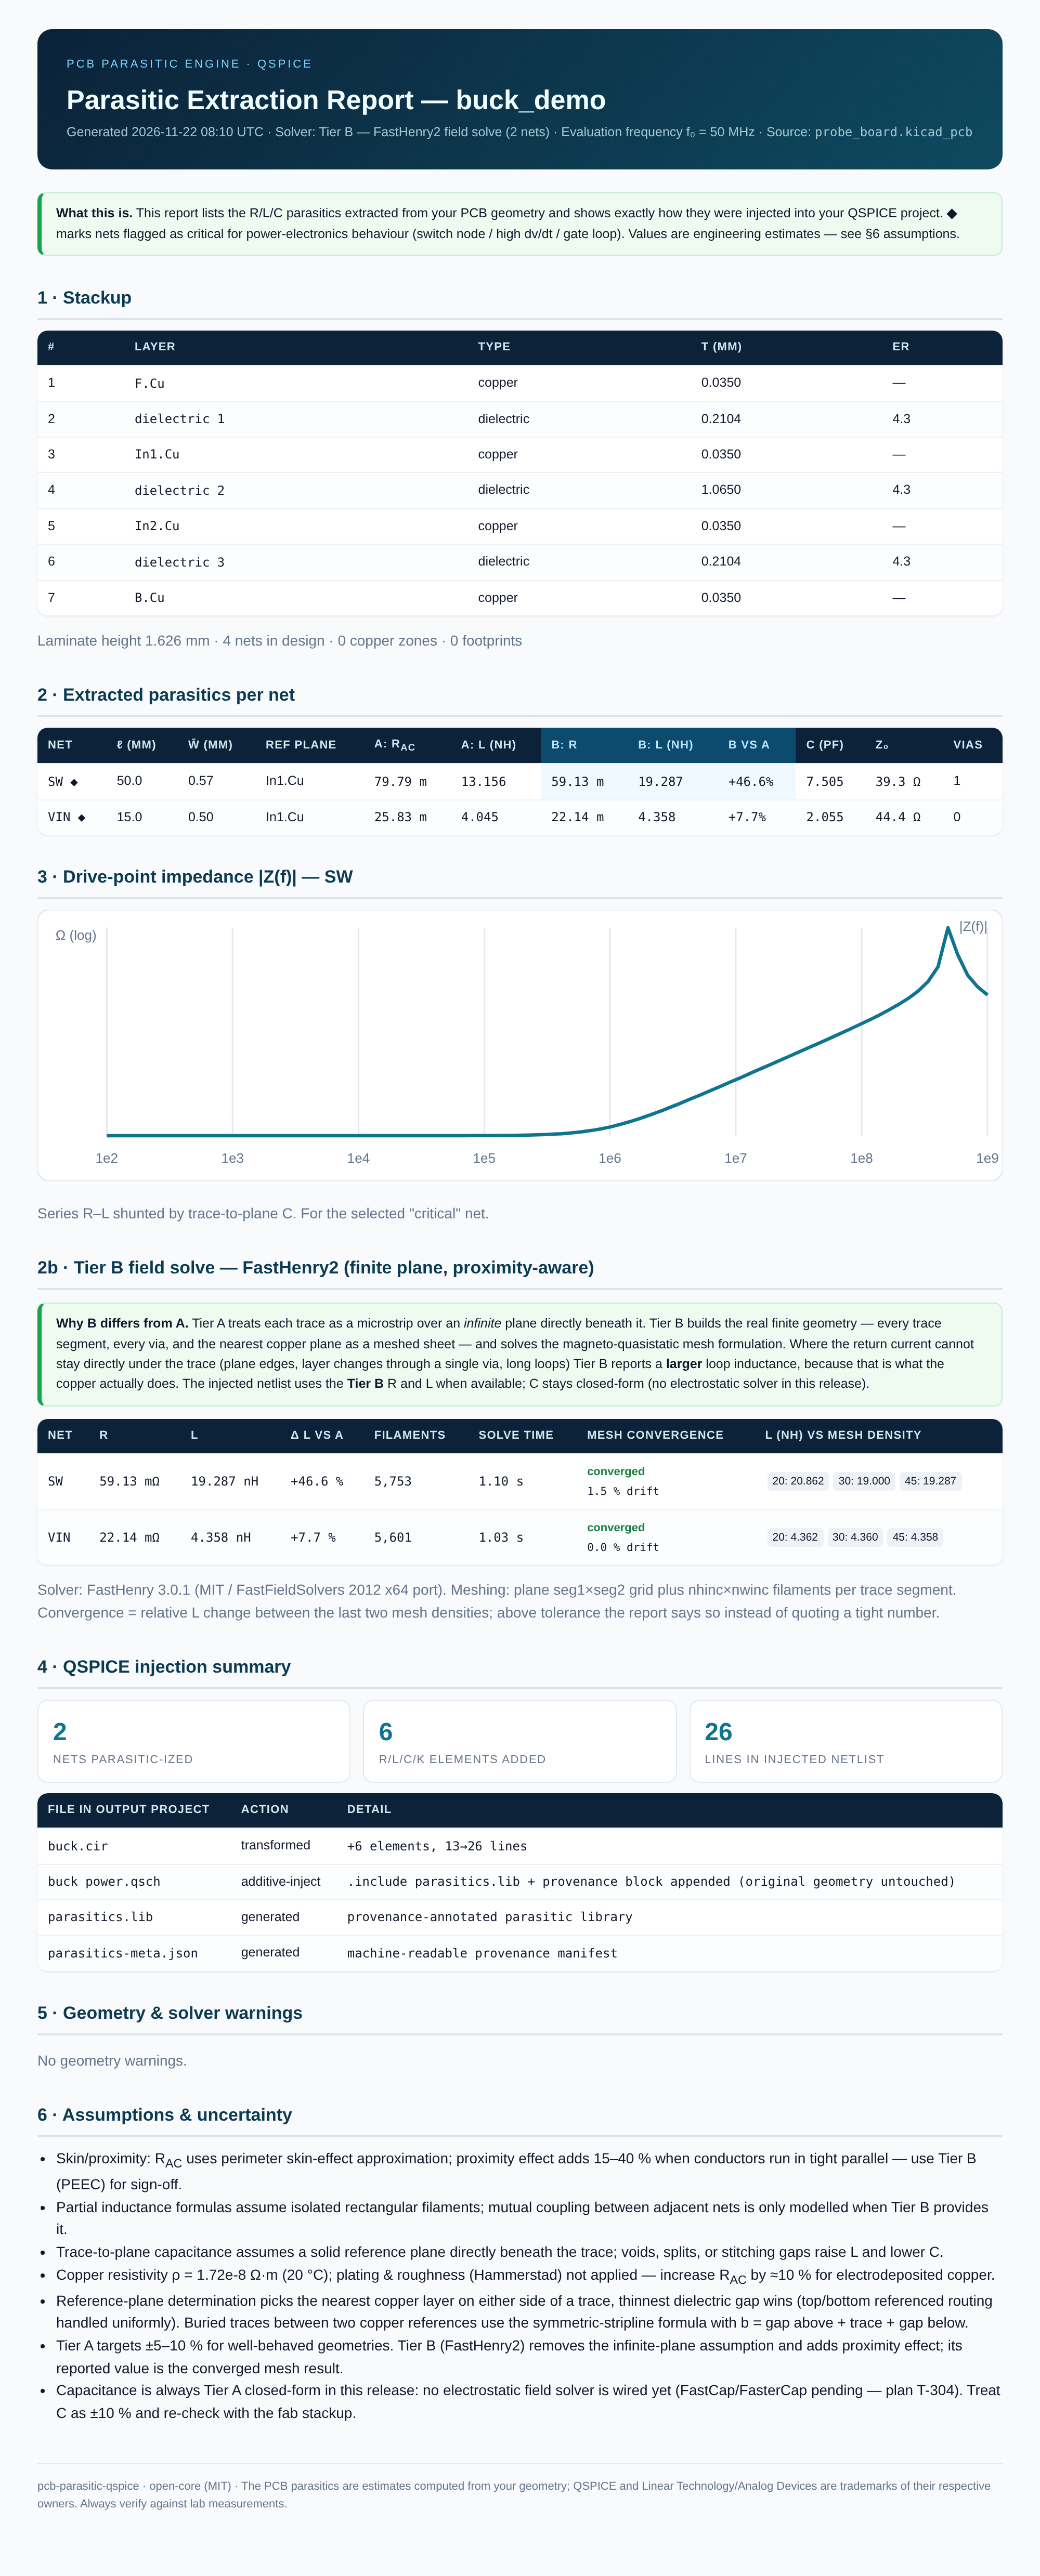 PCB PARASITIC ENGINE · QSPICE
Parasitic Extraction Report — buck_demo
Generated 2026-11-22 08:10 UTC · Solver: Tier B — FastHenry2 field solve (2 nets) · Evaluation frequency f₀ = 50 MHz · Source: probe_board.kicad_pcb
What this is. This report lists the R/L/C parasitics extracted from your PCB geometry and shows exactly how they were injected into your QSPICE project. ◆
marks nets flagged as critical for power-electronics behaviour (switch node / high dv/dt / gate loop). Values are engineering estimates — see §6 assumptions.
1 · Stackup
# LAYER TYPE T (MM) ER
1 F.Cu copper 0.0350 —
2 dielectric 1 dielectric 0.2104 4.3
3 In1.Cu copper 0.0350 —
4 dielectric 2 dielectric 1.0650 4.3
5 In2.Cu copper 0.0350 —
6 dielectric 3 dielectric 0.2104 4.3
7 B.Cu copper 0.0350 —
Laminate height 1.626 mm · 4 nets in design · 0 copper zones · 0 footprints
2 · Extracted parasitics per net
NET ℓ (MM) W̄ (MM) REF PLANE A: RAC A: L (NH) B: R B: L (NH) B VS A C (PF) Z₀ VIAS
SW ◆ 50.0 0.57 In1.Cu 79.79 m 13.156 59.13 m 19.287 +46.6% 7.505 39.3 Ω 1
VIN ◆ 15.0 0.50 In1.Cu 25.83 m 4.045 22.14 m 4.358 +7.7% 2.055 44.4 Ω 0
3 · Drive-point impedance |Z(f)| — SW
Ω (log) |Z(f)|
1e2 1e3 1e4 1e5 1e6 1e7 1e8 1e9
Series R–L shunted by trace-to-plane C. For the selected "critical" net.
2b · Tier B field solve — FastHenry2 (finite plane, proximity-aware)
Why B differs from A. Tier A treats each trace as a microstrip over an infinite plane directly beneath it. Tier B builds the real finite geometry — every trace
segment, every via, and the nearest copper plane as a meshed sheet — and solves the magneto-quasistatic mesh formulation. Where the return current cannot
stay directly under the trace (plane edges, layer changes through a single via, long loops) Tier B reports a larger loop inductance, because that is what the
copper actually does. The injected netlist uses the Tier B R and L when available; C stays closed-form (no electrostatic solver in this release).
NET R L Δ L VS A FILAMENTS SOLVE TIME MESH CONVERGENCE L (NH) VS MESH DENSITY
SW 59.13 mΩ 19.287 nH +46.6 % 5,753 1.10 s converged 20: 20.862 30: 19.000 45: 19.287
1.5 % drift
VIN 22.14 mΩ 4.358 nH +7.7 % 5,601 1.03 s converged 20: 4.362 30: 4.360 45: 4.358
0.0 % drift
Solver: FastHenry 3.0.1 (MIT / FastFieldSolvers 2012 x64 port). Meshing: plane seg1×seg2 grid plus nhinc×nwinc filaments per trace segment.
Convergence = relative L change between the last two mesh densities; above tolerance the report says so instead of quoting a tight number.
4 · QSPICE injection summary
2 6 26
NETS PARASITIC-IZED R/L/C/K ELEMENTS ADDED LINES IN INJECTED NETLIST
FILE IN OUTPUT PROJECT ACTION DETAIL
buck.cir transformed +6 elements, 13→26 lines
buck power.qsch additive-inject .include parasitics.lib + provenance block appended (original geometry untouched)
parasitics.lib generated provenance-annotated parasitic library
parasitics-meta.json generated machine-readable provenance manifest
5 · Geometry & solver warnings
No geometry warnings.
6 · Assumptions & uncertainty
• Skin/proximity: RAC uses perimeter skin-effect approximation; proximity effect adds 15–40 % when conductors run in tight parallel — use Tier B
(PEEC) for sign-off.
• Partial inductance formulas assume isolated rectangular filaments; mutual coupling between adjacent nets is only modelled when Tier B provides
it.
• Trace-to-plane capacitance assumes a solid reference plane directly beneath the trace; voids, splits, or stitching gaps raise L and lower C.
• Copper resistivity ρ = 1.72e-8 Ω·m (20 °C); plating & roughness (Hammerstad) not applied — increase RAC by ≈10 % for electrodeposited copper.
• Reference-plane determination picks the nearest copper layer on either side of a trace, thinnest dielectric gap wins (top/bottom referenced routing
handled uniformly). Buried traces between two copper references use the symmetric-stripline formula with b = gap above + trace + gap below.
• Tier A targets ±5–10 % for well-behaved geometries. Tier B (FastHenry2) removes the infinite-plane assumption and adds proximity effect; its
reported value is the converged mesh result.
• Capacitance is always Tier A closed-form in this release: no electrostatic field solver is wired yet (FastCap/FasterCap pending — plan T-304). Treat
C as ±10 % and re-check with the fab stackup.
pcb-parasitic-qspice · open-core (MIT) · The PCB parasitics are estimates computed from your geometry; QSPICE and Linear Technology/Analog Devices are trademarks of their respective
owners. Always verify against lab measurements.